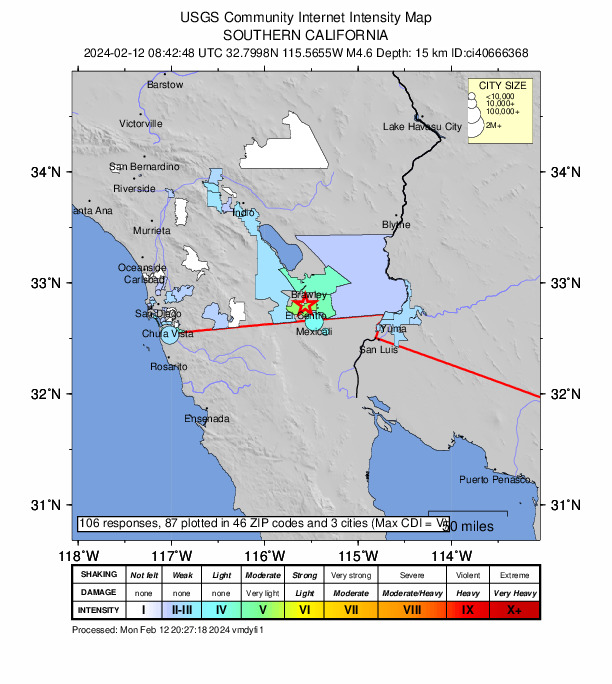 USGS Community Internet Intensity Map
SOUTHERN CALIFORNIA
2024-02-12 08:42:48 UTC 32.7998N 115.5655W M4.6 Depth: 15 km ID:ci40666368
CITY SIZE
<10,000
10,000+
100,000+
2M+
Barstow
Victorville
Lake Havasu City
34°N
San Bernardino
34°N
Riverside
anta Ana
Indio
Murrieta
Blythe
Oceanside
33°N
Carlsbad
33°N
Brawley
San Diego
El Centro
Chula Vista
Mexicali
Yuma
San Luis
Rosarito
32°N
32°N
Ensenada
Puerto Penasco
31°N
31°N
106 responses, 87 plotted in 46 ZIP codes and 3 cities (Max CDI =
50 miles
118°W 117°W 116°W 115°W 114°W
SHAKING Not felt Weak Light Moderate Strong Very strong Severe Violent Extreme
DAMAGE none none none Very light Light Moderate Moderate/Heavy Heavy Very Heavy
INTENSITY I II-III IV V VI VII VIII IX X+
Processed: Mon Feb 12 20:27:18 2024 vmdyfi1